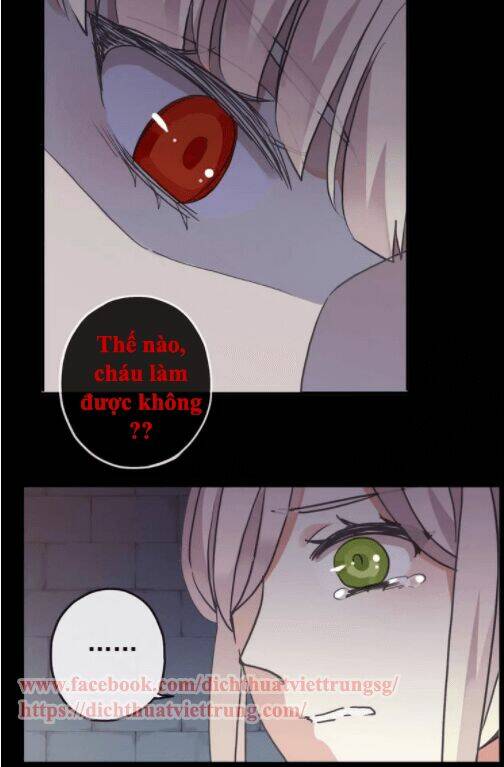 Thế nào,
cháu làm
được không
??
......
www.facebook.com/dichthuatviettrungsg/
https://dichthuatviettrung.com/